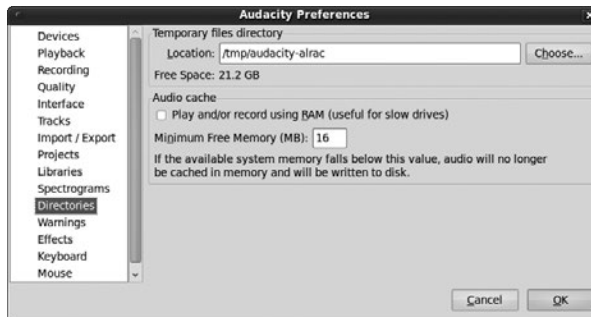 Audacity Preferences
Devices
Playback
Recording
Quality
Interface
Tracks
Import / Export
Projects
Libraries
Spectrograms
Directories
Warnings
Effects
Keyboard
Mouse
Temporary files directory
Location: /tmp/audacity-alrac Choose...
Free Space: 21.2 GB
Audio cache
Play and/or record using RAM (useful for slow drives)
Minimum Free Memory (MB): 16
If the available system memory falls below this value, audio will no longer
be cached in memory and will be written to disk.
Cancel OK